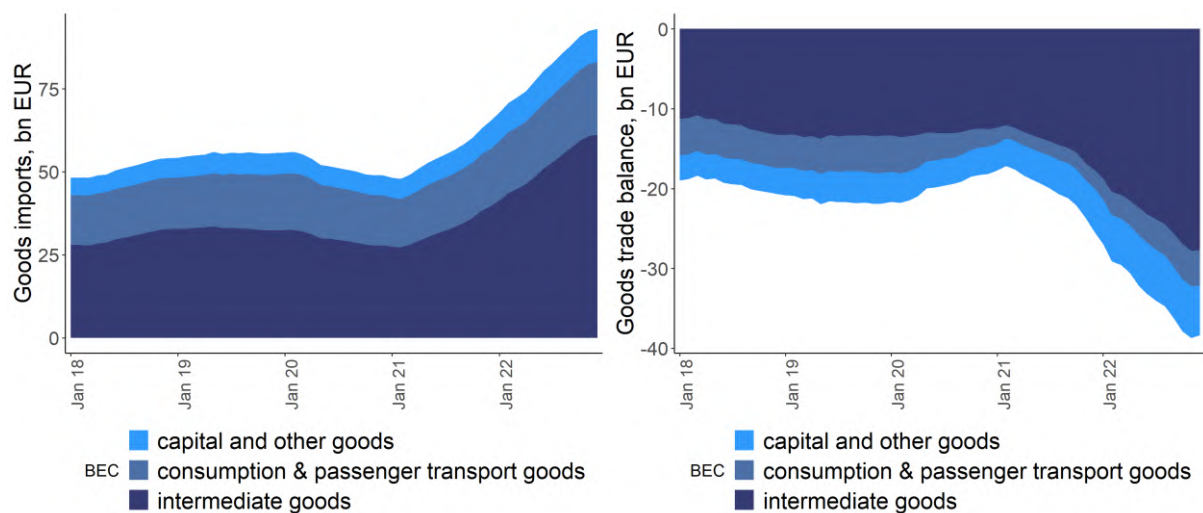 Goods imports, bn EUR
75
50
25
0
Jan 18
Jan 19
Jan 20
Jan 21
Jan 22
BEC
capital and other goods
consumption & passenger transport goods
intermediate goods
Goods trade balance, bn EUR
0
-10
-20
-30
-40
Jan 18
Jan 19
Jan 20
Jan 21
Jan 22
BEC
capital and other goods
consumption & passenger transport goods
intermediate goods